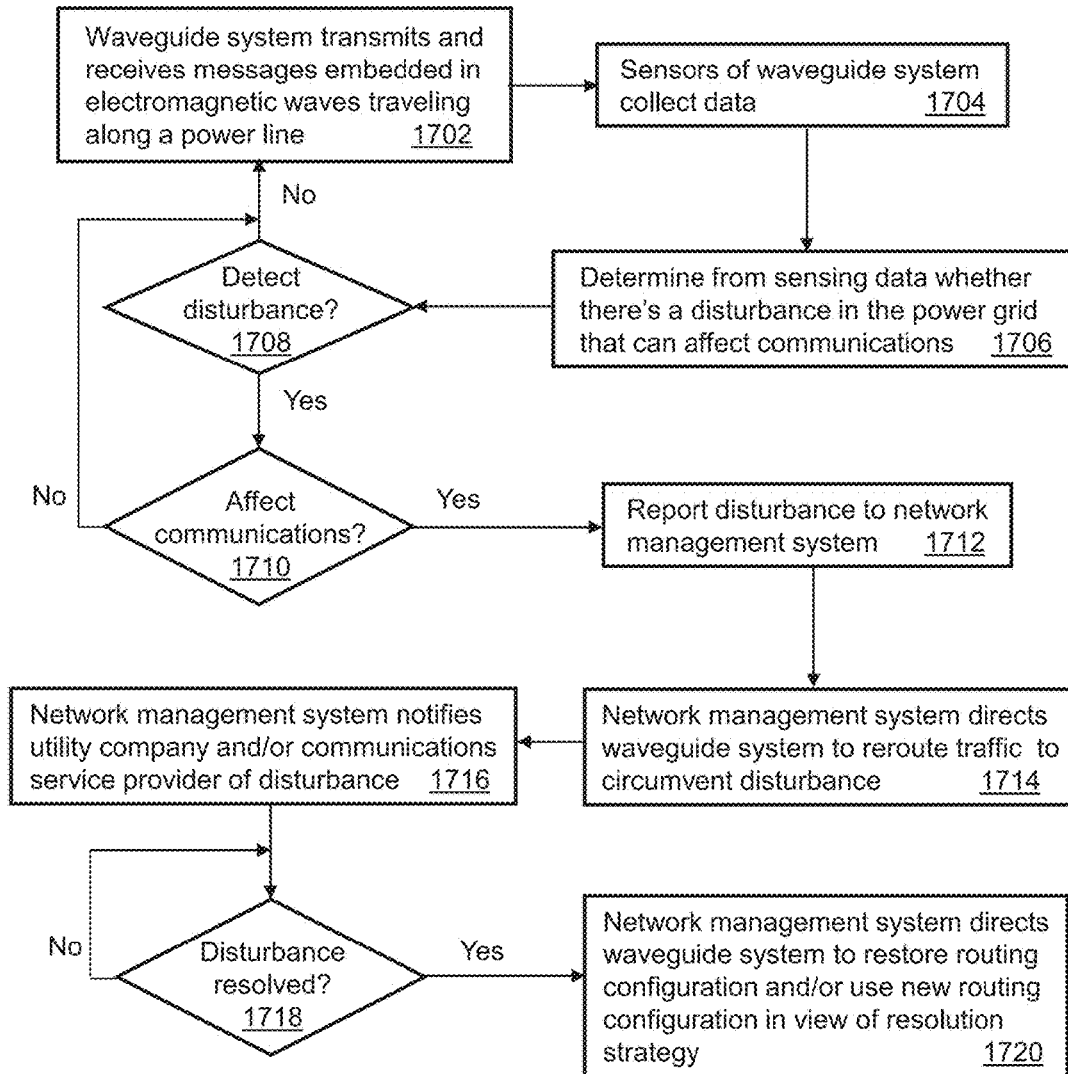 Waveguide system transmits and
receives messages embedded in
electromagnetic waves traveling
along a power line 1702
Sensors of waveguide system
collect data 1704
Determine from sensing data whether
there's a disturbance in the power grid
that can affect communications 1706
No
Detect
disturbance?
1708
Yes
Affect
communications?
1710
No
Yes
Report disturbance to network
management system 1712
Network management system directs
waveguide system to reroute traffic to
circumvent disturbance 1714
Network management system notifies
utility company and/or communications
service provider of disturbance 1716
Disturbance
resolved?
1718
No
Yes
Network management system directs
waveguide system to restore routing
configuration and/or use new routing
configuration in view of resolution
strategy 1720